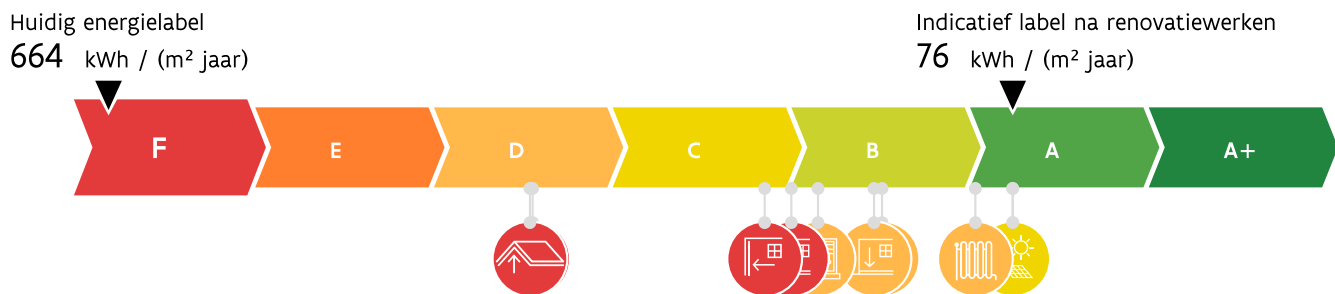 Huidig energielabel
664 kWh / (m² jaar)
Indicatief label na renovatiewerken
76 kWh / (m² jaar)
F E D C B A A+